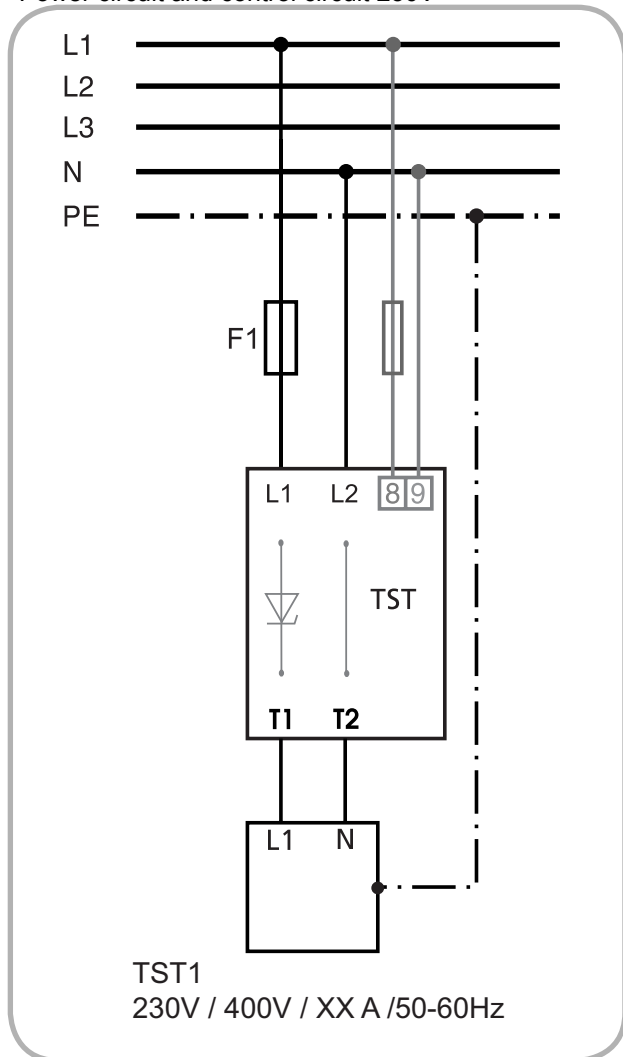 Power circuit and control circuit 230V
L1
L2
L3
N
PE
F1
L1 L2 8 9
TST
T1 T2
L1 N
TST1
230V / 400V / XX A /50-60Hz